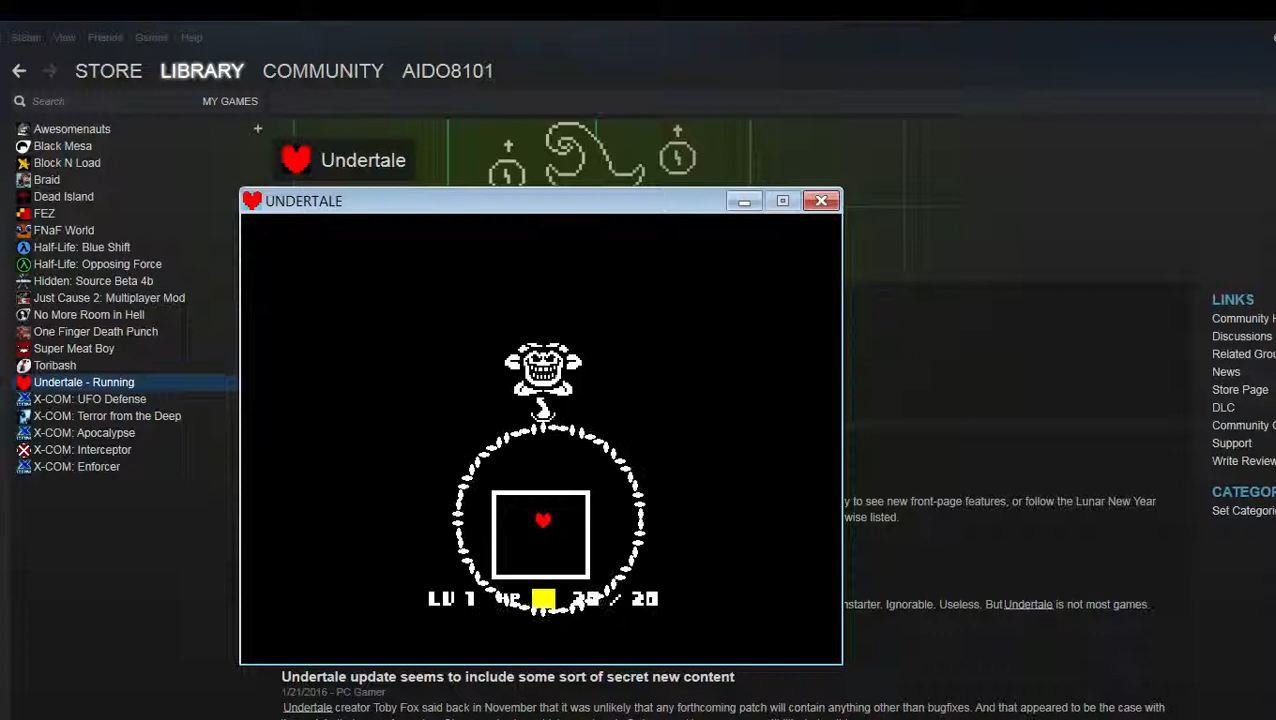 Steam View Friends Games Help
STORE LIBRARY COMMUNITY AIDO8101
Search MY GAMES +
Awesomenauts
Black Mesa
Block N Load
Braid
Dead Island
FEZ
FNaF World
Half-Life: Blue Shift
Half-Life: Opposing Force
Hidden: Source Beta 4b
Just Cause 2: Multiplayer Mod
No More Room in Hell
One Finger Death Punch
Super Meat Boy
Toribash
Undertale - Running
X-COM: UFO Defense
X-COM: Terror from the Deep
X-COM: Apocalypse
X-COM: Interceptor
X-COM: Enforcer
Undertale
UNDERTALE
LV 1 HP 20 / 20
LINKS
Community
Discussions
Related
News
Store Page
DLC
Community
Support
Write
to see new front-page features, or follow the Lunar New Year
wise listed.
Ignorable. Useless. But Undertale is not most games.
Undertale update seems to include some sort of secret new content
1/21/2016 - PC Gamer
Undertale creator Toby Fox said back in November that it was unlikely that any forthcoming patch will contain anything other than bugfixes. And that appeared to be the case with